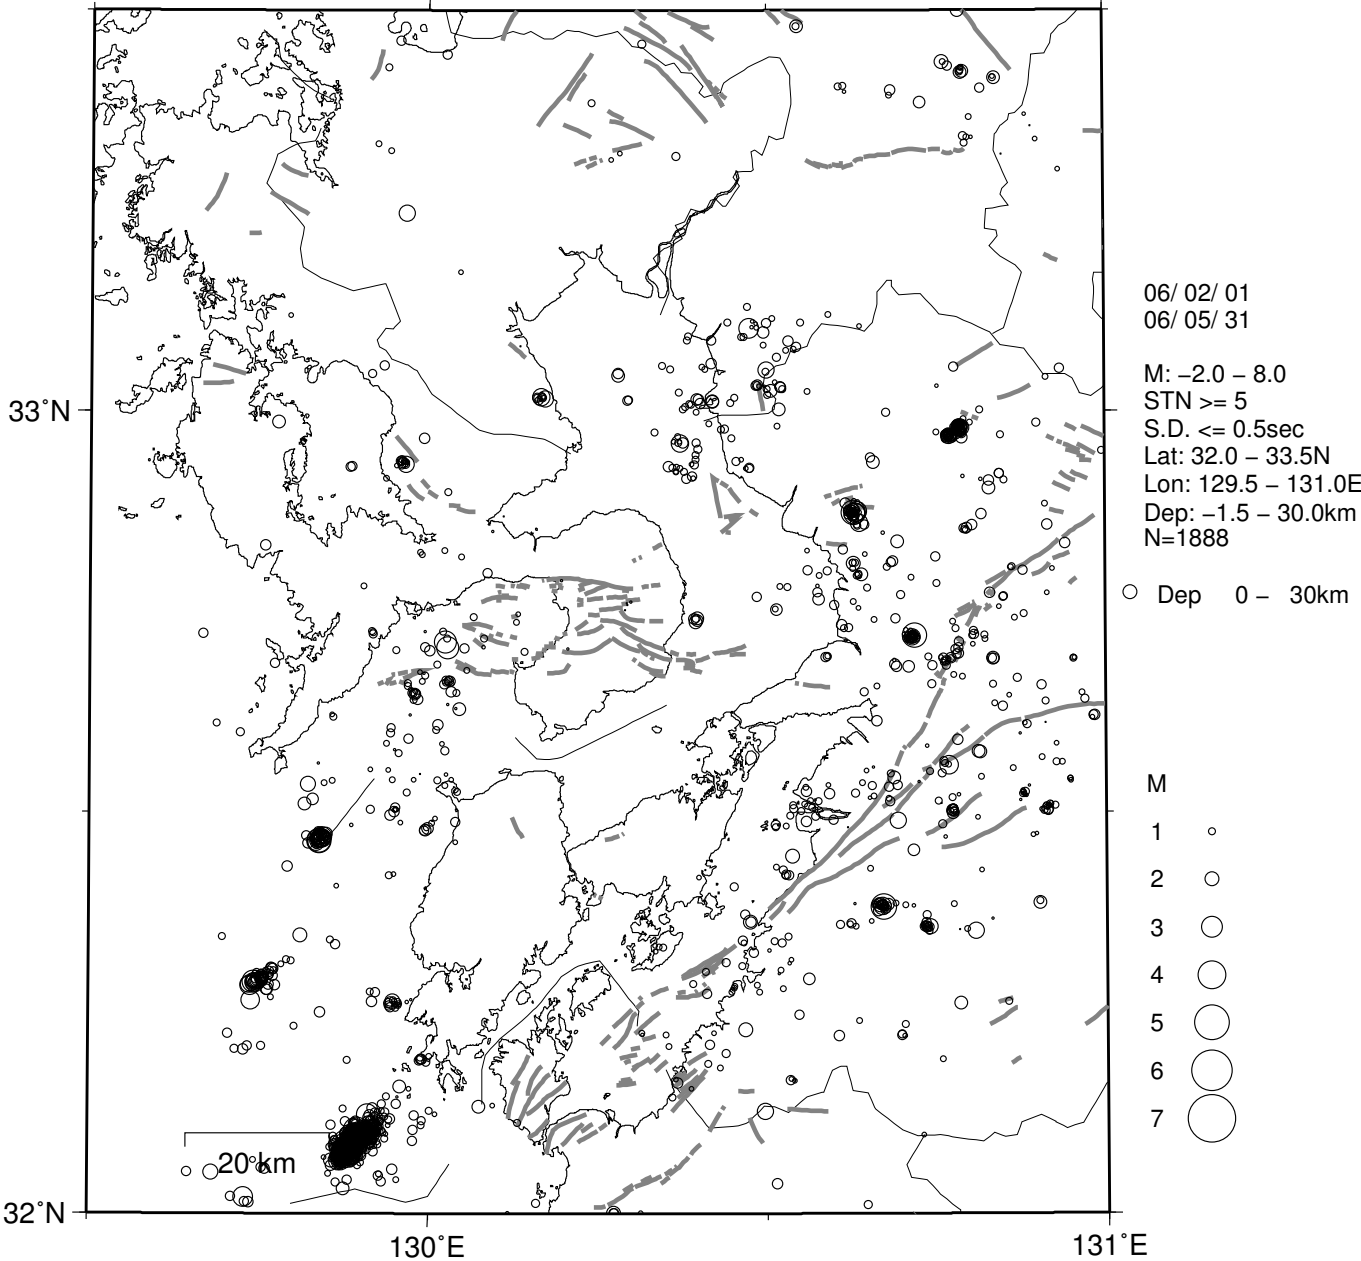 06/ 02/ 01
06/ 05/ 31
M: −2.0 − 8.0
STN >= 5
S.D. <= 0.5sec
Lat: 32.0 − 33.5N
Lon: 129.5 − 131.0E
Dep: −1.5 − 30.0km
N=1888
Dep 0 − 30km
M
1
2
3
4
5
6
7
33˚N
32˚N
20 km
130˚E
131˚E